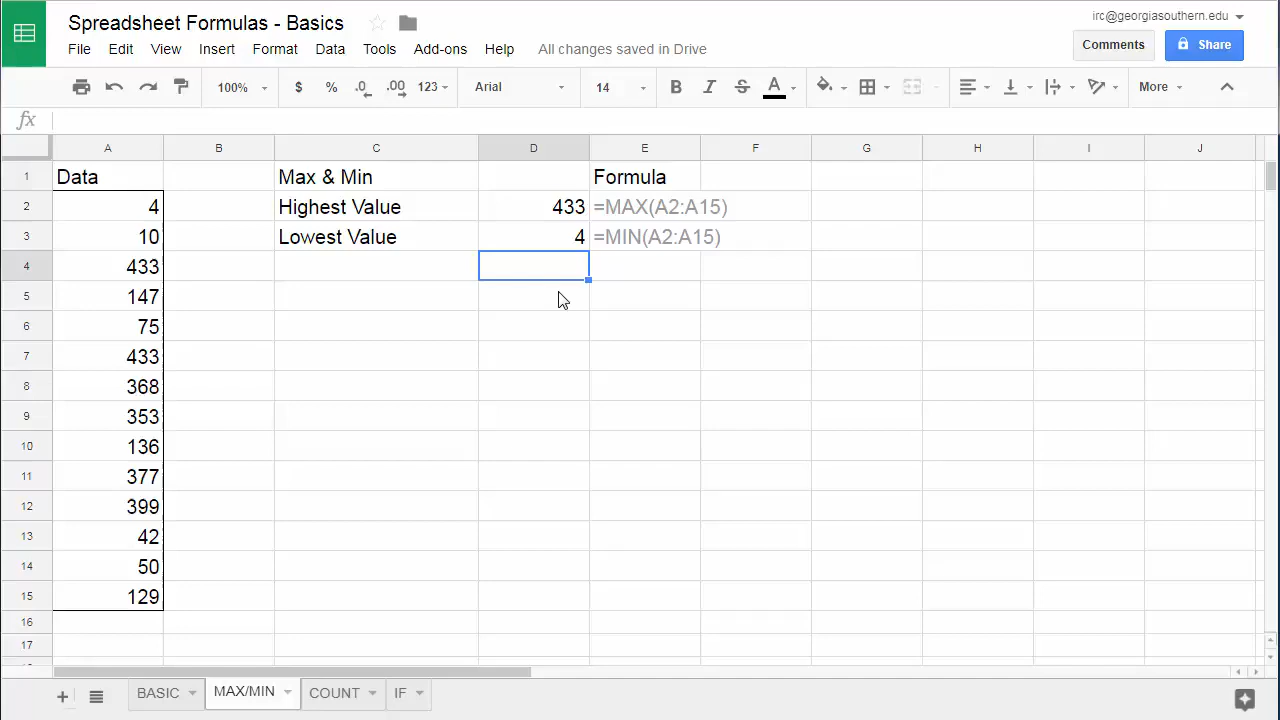 Spreadsheet Formulas - Basics
irc@georgiasouthern.edu
File Edit View Insert Format Data Tools Add-ons Help All changes saved in Drive
Comments Share
100% $ % .0 .00 123 Arial 14 B I S A More
fx
A B C D E F G H I J
1 Data Max & Min Formula
2 4 Highest Value 433 =MAX(A2:A15)
3 10 Lowest Value 4 =MIN(A2:A15)
4 433
5 147
6 75
7 433
8 368
9 353
10 136
11 377
12 399
13 42
14 50
15 129
16
17
BASIC MAX/MIN COUNT IF